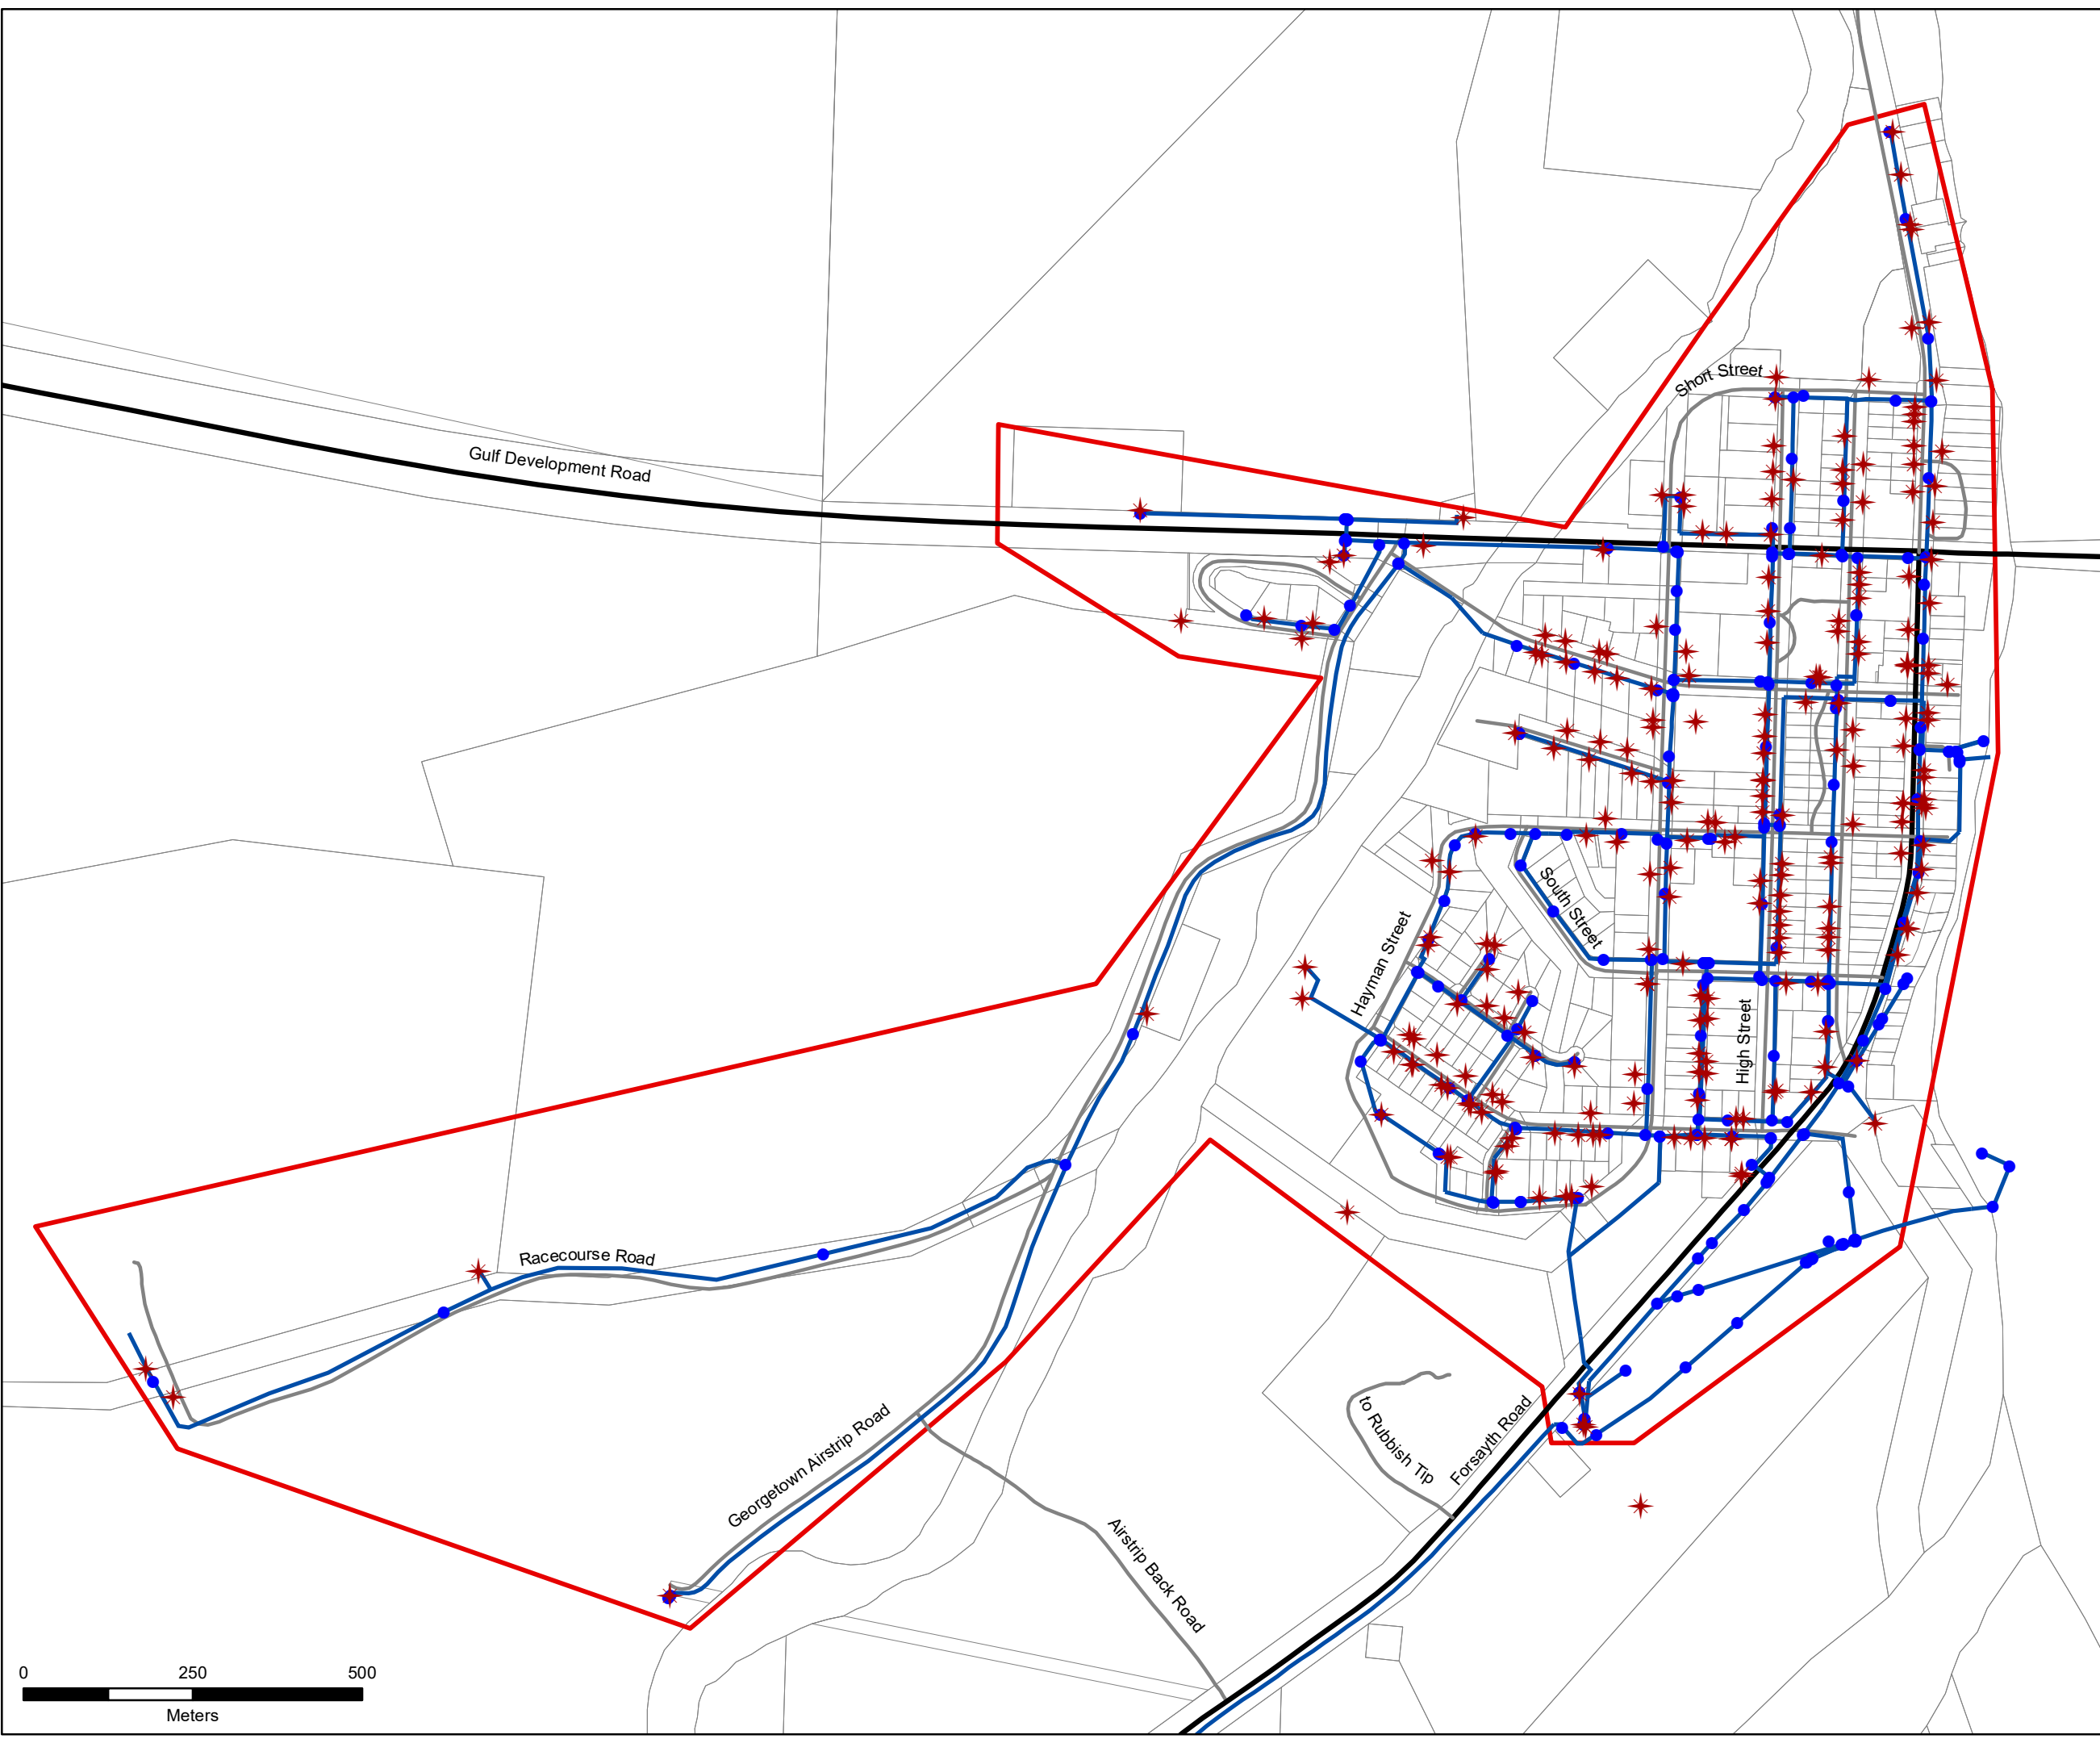 Short Street
Gulf Development Road
South Street
Hayman Street
High Street
Racecourse Road
to Rubbish Tip
Forsayth Road
Georgetown Airstrip Road
Airstrip Back Road
0 250 500
Meters